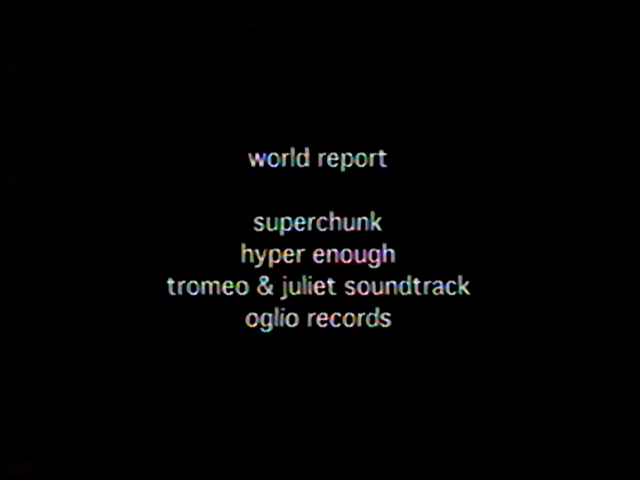 world report
superchunk
hyper enough
tromeo & juliet soundtrack
oglio records